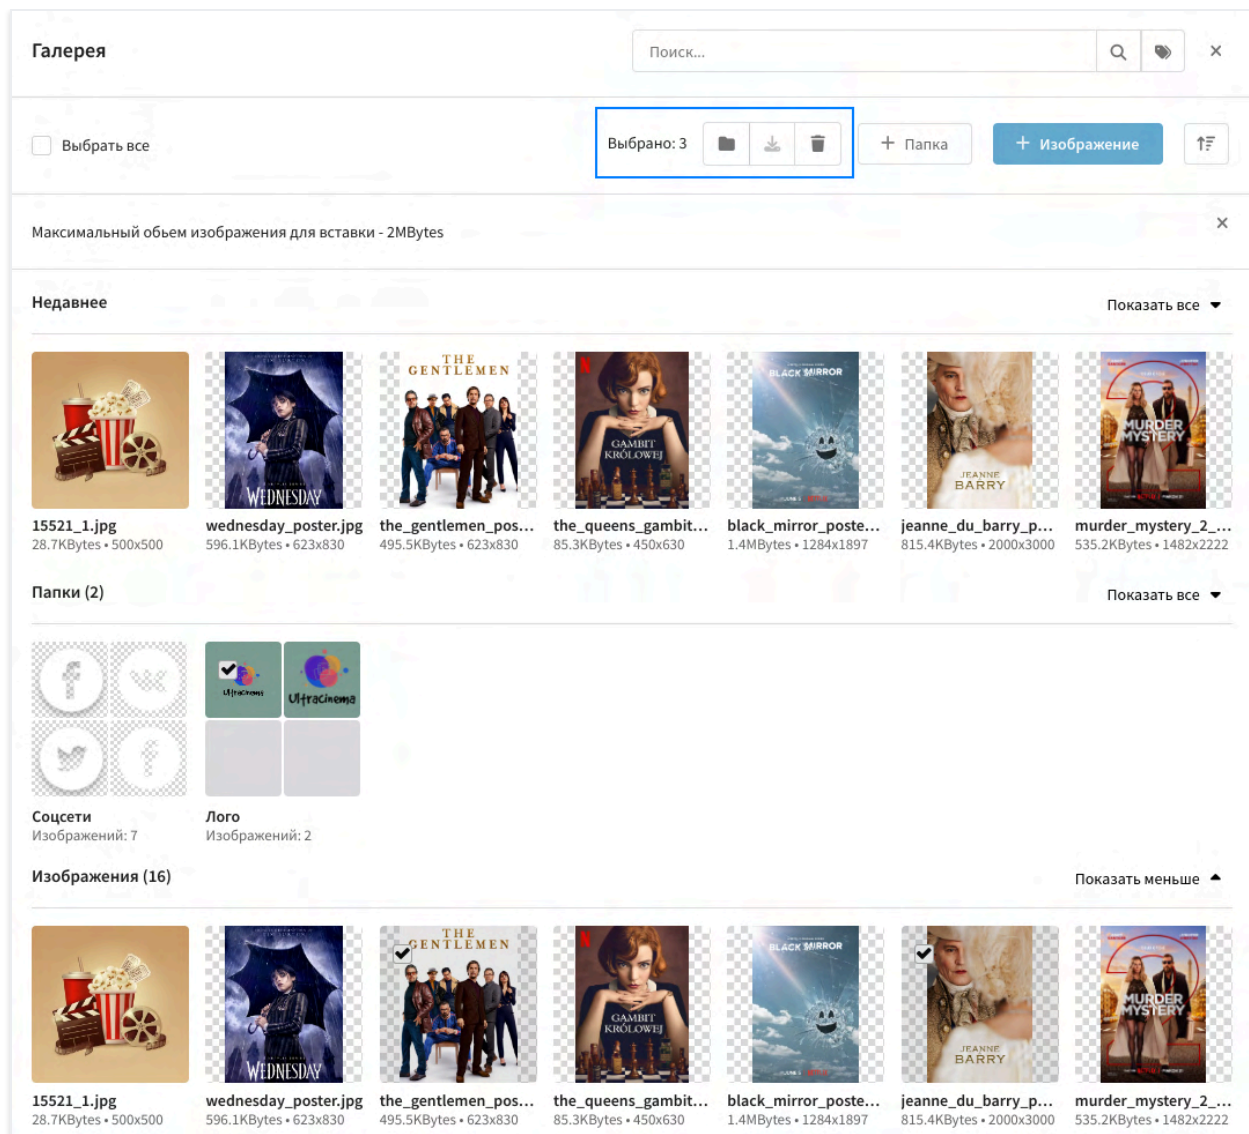 Галерея
Поиск...
Выбрать все
Выбрано: 3
+ Папка
+ Изображение
Максимальный обьем изображения для вставки - 2MBytes
Недавнее
Показать все
THE
GENTLEMEN
WEDNESDAY
GAMBIT
KRÓLOWEJ
BLACK MIRROR
JEANNE
BARRY
MURDER
MYSTERY
15521_1.jpg
28.7KBytes • 500x500
wednesday_poster.jpg
596.1KBytes • 623x830
the_gentlemen_pos...
495.5KBytes • 623x830
the_queens_gambit...
85.3KBytes • 450x630
black_mirror_poste...
1.4MBytes • 1284x1897
jeanne_du_barry_p...
815.4KBytes • 2000x3000
murder_mystery_2_...
535.2KBytes • 1482x2222
Папки (2)
Показать все
Ultracinema
Ultracinema
Соцсети
Изображений: 7
Лого
Изображений: 2
Изображения (16)
Показать меньше
THE
GENTLEMEN
WEDNESDAY
GAMBIT
KRÓLOWEJ
BLACK MIRROR
JEANNE
BARRY
MURDER
MYSTERY
15521_1.jpg
28.7KBytes • 500x500
wednesday_poster.jpg
596.1KBytes • 623x830
the_gentlemen_pos...
495.5KBytes • 623x830
the_queens_gambit...
85.3KBytes • 450x630
black_mirror_poste...
1.4MBytes • 1284x1897
jeanne_du_barry_p...
815.4KBytes • 2000x3000
murder_mystery_2_...
535.2KBytes • 1482x2222